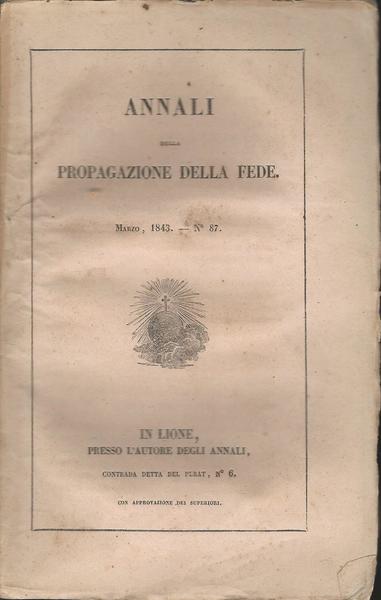 ANNALI
DELLA
PROPAGAZIONE DELLA FEDE.
MARZO, 1843. — N° 87.
IN LIONE,
PRESSO L'AUTORE DEGLI ANNALI,
CONTRADA DETTA DEL PERAT, N° 6.
CON APPROVAZIONE DEI SUPERIORI.